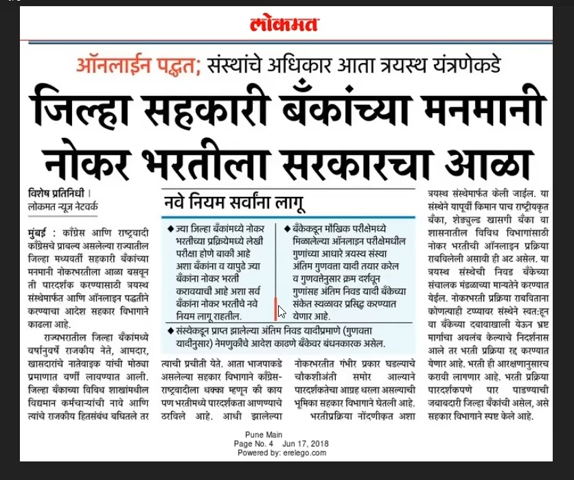 लोकमत
ऑनलाईन पद्धत; संस्थांचे अधिकार आता त्रयस्थ यंत्रणेकडे
जिल्हा सहकारी बँकांच्या मनमानी
नोकर भरतीला सरकारचा आळा
विशेष प्रतिनिधी ।
लोकमत न्यूज नेटवर्क
मुंबई : काँग्रेस आणि राष्ट्रवादी
काँग्रेसचे प्राबल्य असलेल्या राज्यातील
जिल्हा मध्यवर्ती सहकारी बँकांच्या
मनमानी नोकरभरतीला आळा बसवून
ती पारदर्शक करण्यासाठी त्रयस्थ
संस्थेमार्फत आणि ऑनलाईन पद्धतीने
करण्याचा आदेश सहकार विभागाने
काढला आहे.
राज्यभरातील जिल्हा बँकांमध्ये
वर्षानुवर्षे राजकीय नेते, आमदार,
खासदारांचे नातेवाईक यांची मोठ्या
प्रमाणात वर्णी लावण्यात आली.
जिल्हा बँकांच्या विविध शाखांमधील
विद्यमान कर्मचाऱ्यांची नावे आणि
त्यांचे राजकीय हितसंबंध बघितले तर
नवे नियम सर्वांना लागू
ज्या जिल्हा बँकांमध्ये नोकर
भरतीच्या प्रक्रियेमध्ये लेखी
परीक्षा होणे बाकी आहे
अशा बँकांना व यापुढे ज्या
बँकांना नोकर भरती
करावयाची आहे अशा सर्व
बँकांना नोकर भरतीचे नवे
नियम लागू राहतील.
बँकेकडून मौखिक परीक्षेमध्ये
मिळालेल्या ऑनलाईन परीक्षेमधील
गुणांच्या आधारे त्रयस्थ संस्था
अंतिम गुणवत्ता यादी तयार करेल
व गुणवत्तेनुसार क्रम दर्शवून
गुणांसह अंतिम निवड यादी बँकेच्या
संकेत स्थळावर प्रसिद्ध करण्यात
येणार आहे.
संस्थेकडून प्राप्त झालेल्या अंतिम निवड यादीप्रमाणे (गुणवत्ता
यादीनुसार) नेमणुकीचे आदेश काढणे बँकेवर बंधनकारक असेल.
त्याची प्रचीती येते. आता भाजपाकडे
असलेल्या सहकार विभागाने काँग्रेस-
राष्ट्रवादीला धक्का म्हणून की काय
पण भरतीमध्ये पारदर्शकता आणण्याचे
ठरविले आहे. आधी झालेल्या
नोकरभरतीत गंभीर प्रकार घडल्याचे
चौकशीअंती समोर आल्याने
पारदर्शकतेचा आग्रह धरला असल्याची
भूमिका सहकार विभागाने घेतली आहे.
भरतीप्रक्रिया नोंदणीकृत अशा
त्रयस्थ संस्थेमार्फत केली जाईल. या
संस्थेने यापूर्वी किमान पाच राष्ट्रीयकृत
बँका, शेड्यूल्ड खासगी बँका वा
शासनातील विविध विभागांसाठी
नोकर भरतीची ऑनलाईन प्रक्रिया
राबविलेली असावी ही अट असेल. या
त्रयस्थ संस्थेची निवड बँकेच्या
संचालक मंडळाच्या मान्यतेने करण्यात
येईल. नोकरभरती प्रक्रिया राबविताना
कोणत्याही टप्प्यावर संस्थेने स्वत:हून
वा बँकेच्या दबावाखाली येऊन भ्रष्ट
मार्गाचा अवलंब केल्याचे निदर्शनास
आले तर भरती प्रक्रिया रद्द करण्यात
येणार आहे. भरती ही आरक्षणानुसारच
करावी लागणार आहे. भरती प्रक्रिया
पारदर्शकपणे पार पाडण्याची
जबाबदारी जिल्हा बँकांची असेल, असे
सहकार विभागाने स्पष्ट केले आहे.
Pune Main
Page No. 4 Jun 17, 2018
Powered by: erelego.com